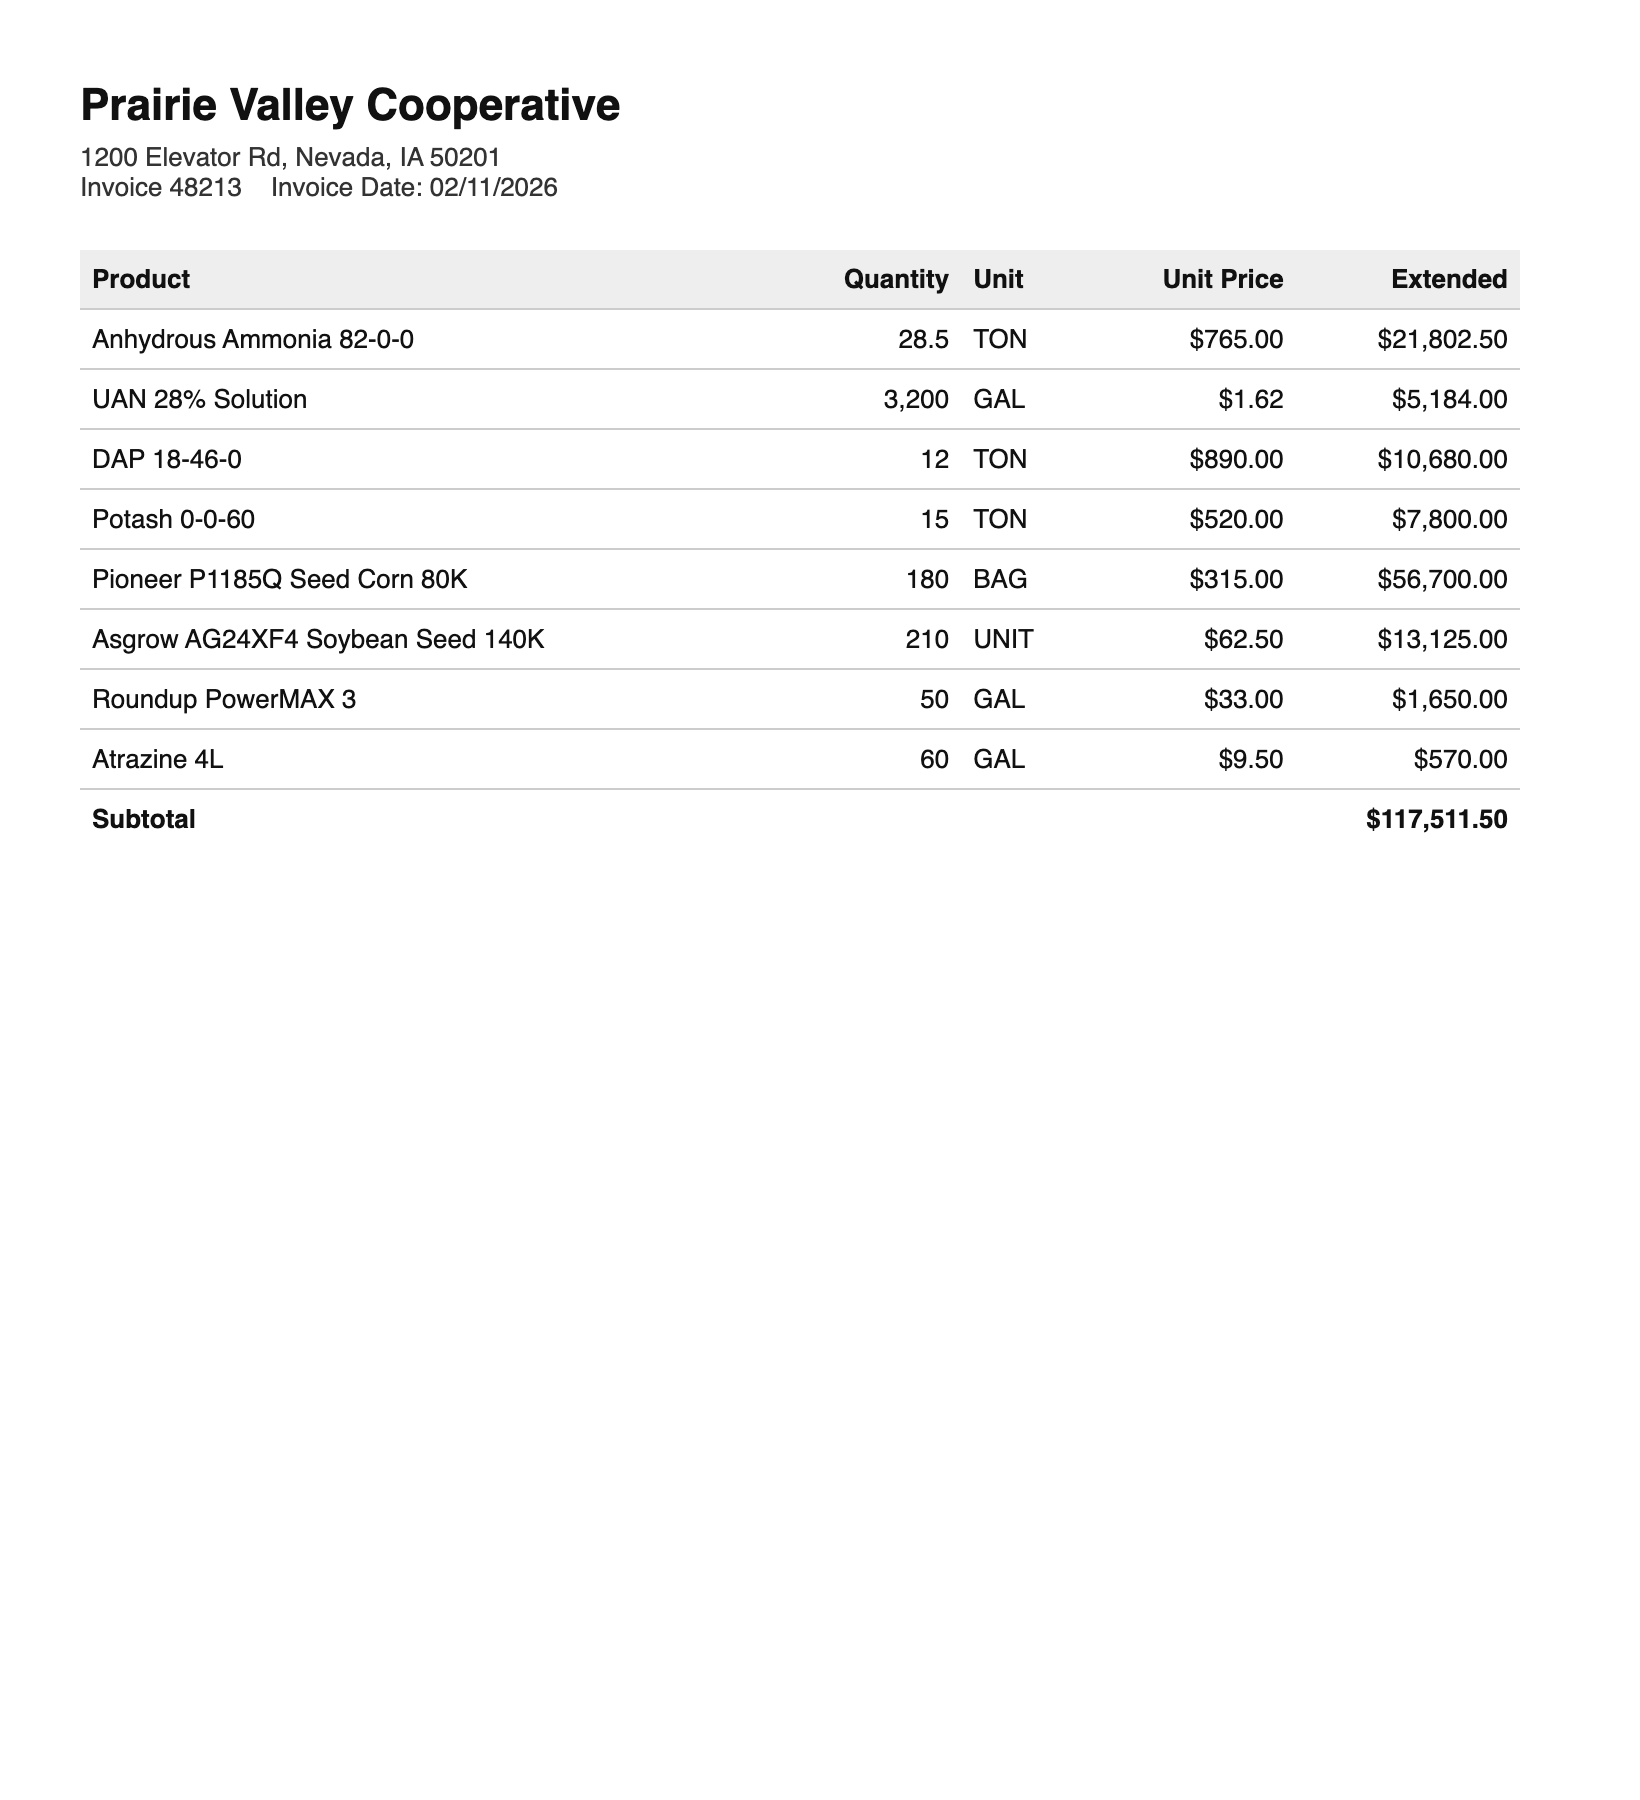 Prairie Valley Cooperative
1200 Elevator Rd, Nevada, IA 50201
Invoice 48213 Invoice Date: 02/11/2026
Product Quantity Unit Unit Price Extended
Anhydrous Ammonia 82-0-0 28.5 TON $765.00 $21,802.50
UAN 28% Solution 3,200 GAL $1.62 $5,184.00
DAP 18-46-0 12 TON $890.00 $10,680.00
Potash 0-0-60 15 TON $520.00 $7,800.00
Pioneer P1185Q Seed Corn 80K 180 BAG $315.00 $56,700.00
Asgrow AG24XF4 Soybean Seed 140K 210 UNIT $62.50 $13,125.00
Roundup PowerMAX 3 50 GAL $33.00 $1,650.00
Atrazine 4L 60 GAL $9.50 $570.00
Subtotal $117,511.50